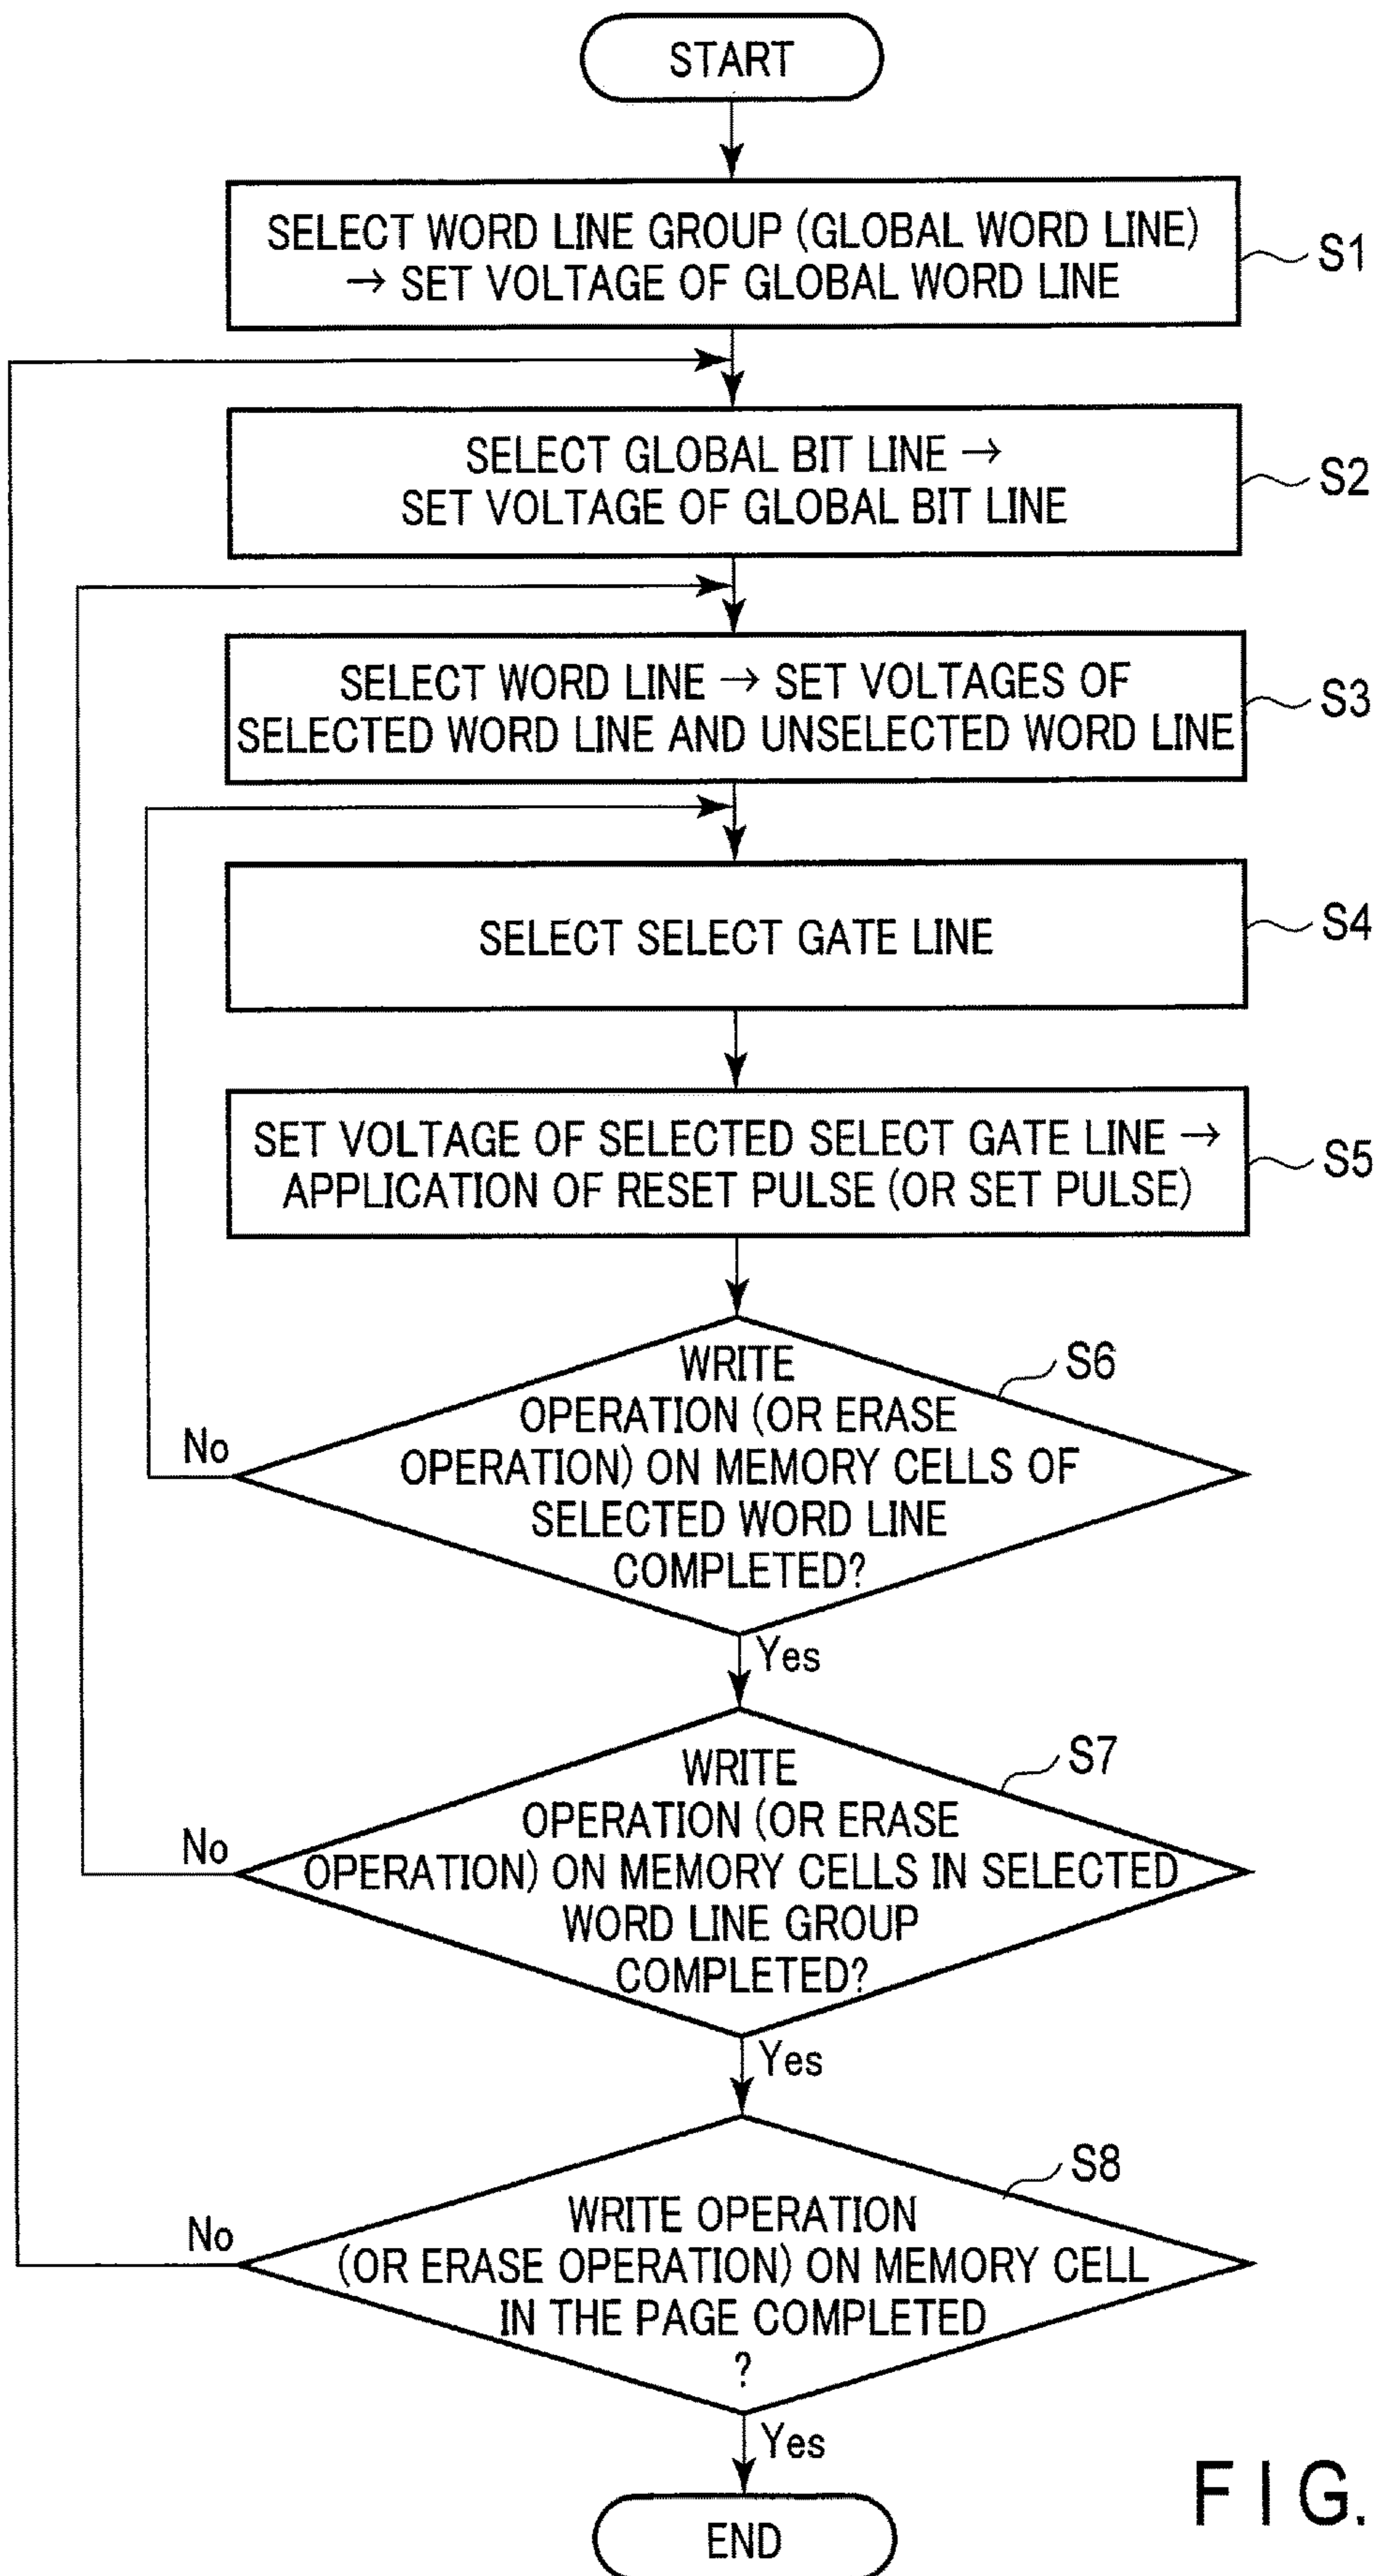 START
SELECT WORD LINE GROUP (GLOBAL WORD LINE)
→ SET VOLTAGE OF GLOBAL WORD LINE
S1
SELECT GLOBAL BIT LINE →
SET VOLTAGE OF GLOBAL BIT LINE
S2
SELECT WORD LINE → SET VOLTAGES OF
SELECTED WORD LINE AND UNSELECTED WORD LINE
S3
SELECT SELECT GATE LINE
S4
SET VOLTAGE OF SELECTED SELECT GATE LINE →
APPLICATION OF RESET PULSE (OR SET PULSE)
S5
WRITE
OPERATION (OR ERASE
OPERATION) ON MEMORY CELLS OF
SELECTED WORD LINE
COMPLETED?
S6
No
Yes
WRITE
OPERATION (OR ERASE
OPERATION) ON MEMORY CELLS IN SELECTED
WORD LINE GROUP
COMPLETED?
S7
No
Yes
WRITE OPERATION
(OR ERASE OPERATION) ON MEMORY CELL
IN THE PAGE COMPLETED
?
S8
No
Yes
END
FIG.